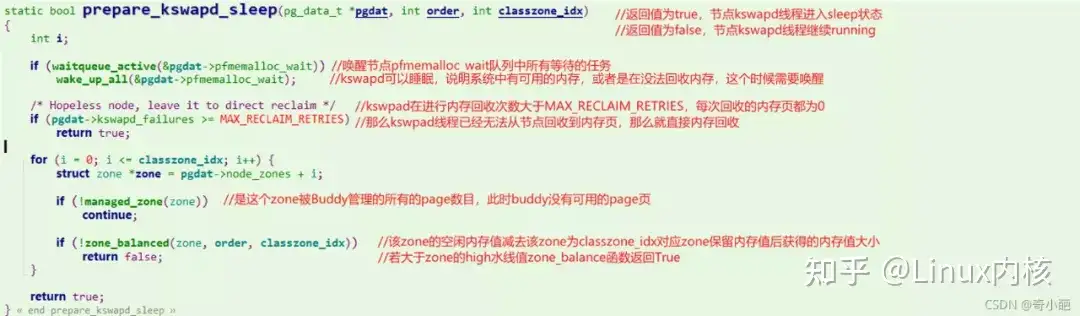 static bool prepare_kswapd_sleep(pg_data_t *pgdat, int order, int classzone_idx) //返回值为true，节点kswapd线程进入sleep状态
{ //返回值为false，节点kswapd线程继续running
int i;
if (waitqueue_active(&pgdat->pfmemalloc_wait)) //唤醒节点pfmemalloc_wait队列中所有等待的任务
wake_up_all(&pgdat->pfmemalloc_wait); //kswapd可以睡眠，说明系统中有可用的内存，或者是在没法回收内存，这个时候需要唤醒
/* Hopeless node, leave it to direct reclaim */ //kswpad在进行内存回收次数大于MAX_RECLAIM_RETRIES，每次回收的内存页都为0
if (pgdat->kswapd_failures >= MAX_RECLAIM_RETRIES) //那么kswpad线程已经无法从节点回收到内存页，那么就直接内存回收
return true;
for (i = 0; i <= classzone_idx; i++) {
struct zone *zone = pgdat->node_zones + i;
if (!managed_zone(zone)) //是这个zone被Buddy管理的所有的page数目，此时buddy没有可用的page页
continue;
if (!zone_balanced(zone, order, classzone_idx)) //该zone的空闲内存值减去该zone为classzone_idx对应zone保留内存值后获得的内存值大小
return false; //若大于zone的high水线值zone_balance函数返回True
}
return true;
} « end prepare_kswapd_sleep »
知乎 @Linux内核
CSDN @奇小葩